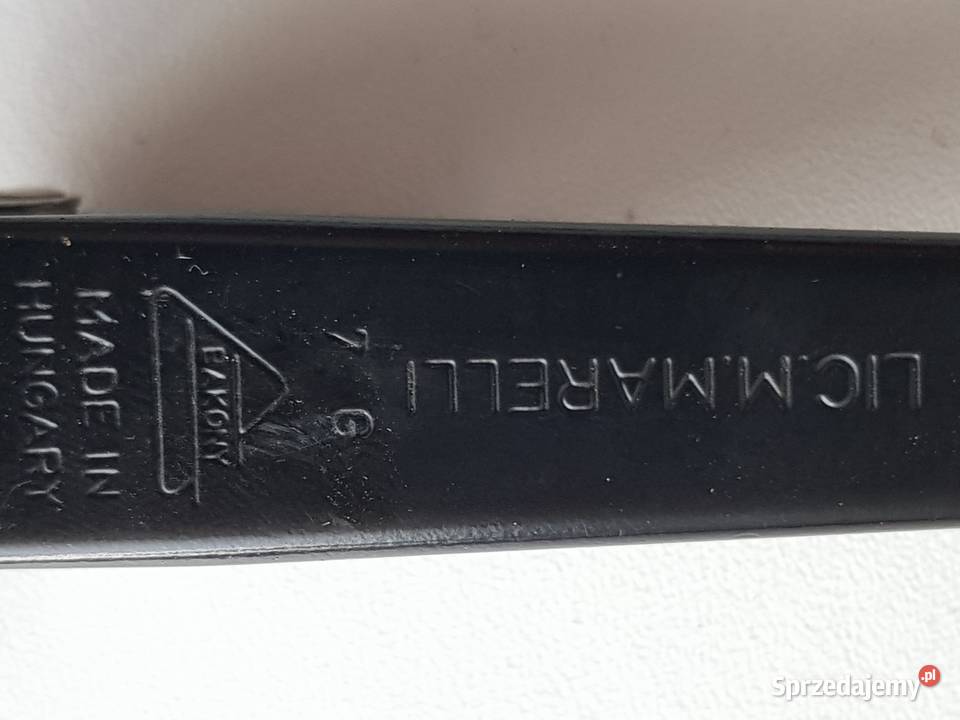 MADE IN
HUNGARY
BAKONY
7 G
LIC.M.MARELLI
Sprzedajemy.pl